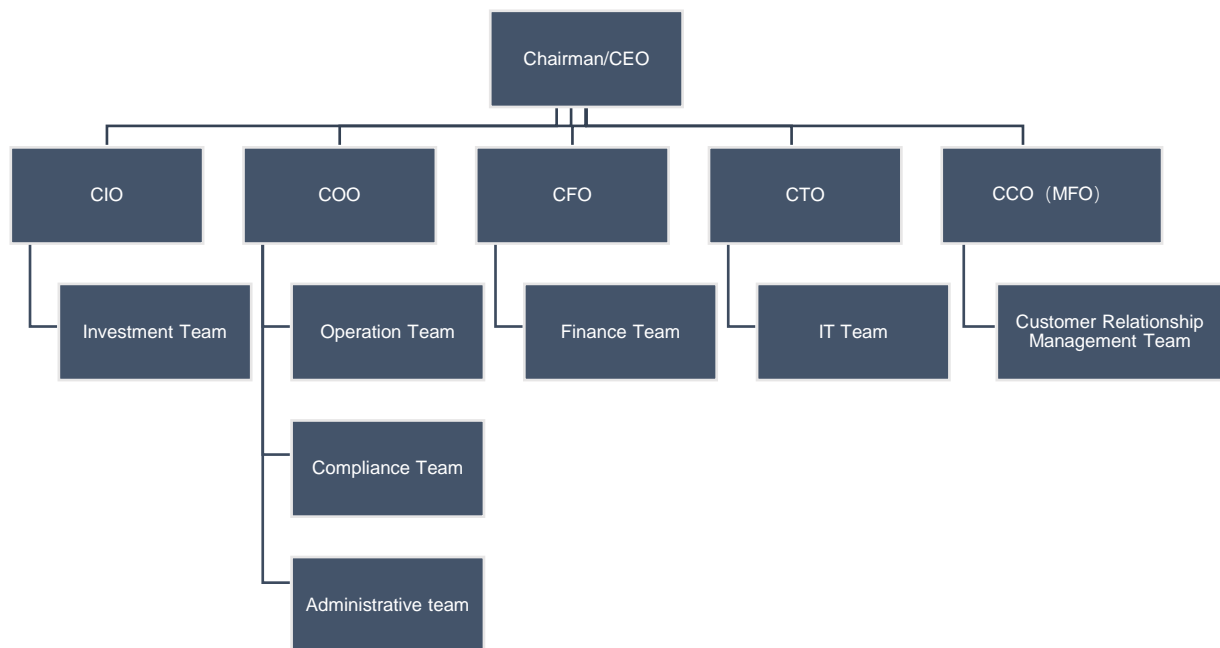 Chairman/CEO
CIO
COO
CFO
CTO
CCO（MFO）
Investment Team
Operation Team
Finance Team
IT Team
Customer Relationship
Management Team
Compliance Team
Administrative team